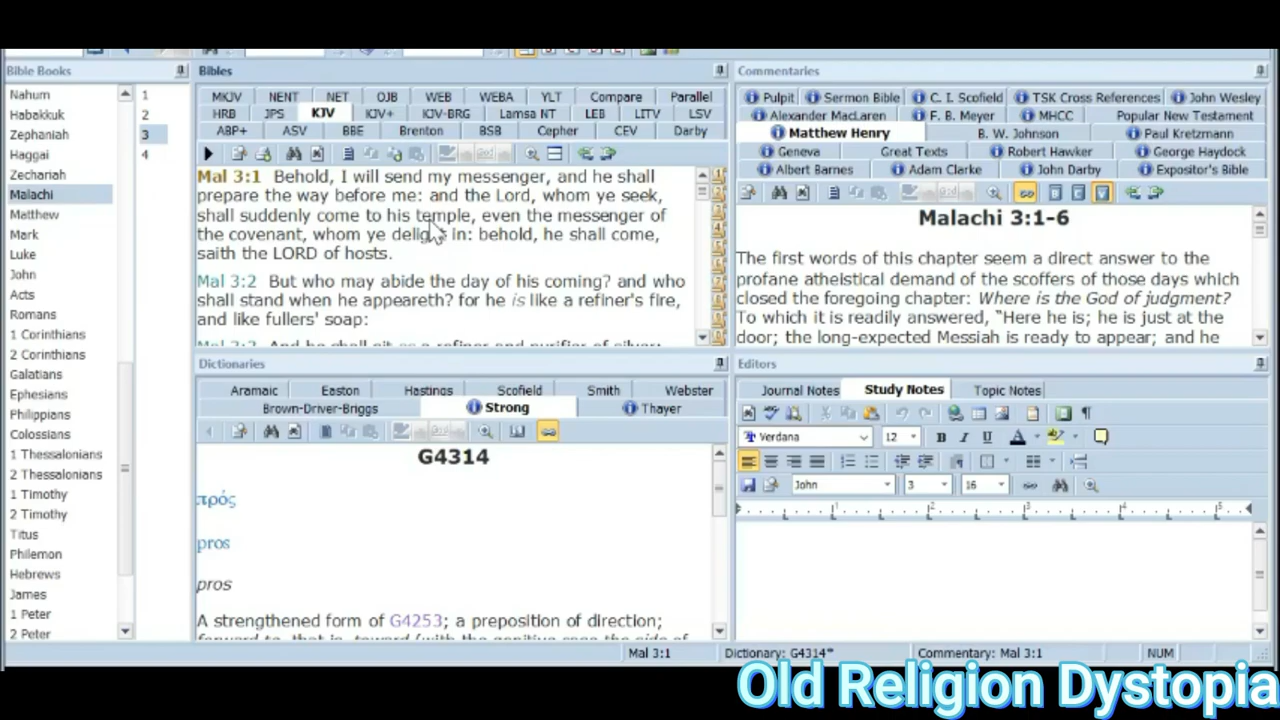 Bible Books
Nahum
Habakkuk
Zephaniah
Haggai
Zechariah
Malachi
Matthew
Mark
Luke
John
Acts
Romans
1 Corinthians
2 Corinthians
Galatians
Ephesians
Philippians
Colossians
1 Thessalonians
2 Thessalonians
1 Timothy
2 Timothy
Titus
Philemon
Hebrews
James
1 Peter
2 Peter
1
2
3
4
Bibles
MKJV NENT NET OJB WEB WEBA YLT Compare Parallel
HRB JPS KJV KJV+ KJV-BRG Lamsa NT LEB LITV LSV
ABP+ ASV BBE Brenton BSB Cepher CEV Darby
Mal 3:1 Behold, I will send my messenger, and he shall
prepare the way before me: and the Lord, whom ye seek,
shall suddenly come to his temple, even the messenger of
the covenant, whom ye delight in: behold, he shall come,
saith the LORD of hosts.
Mal 3:2 But who may abide the day of his coming? and who
shall stand when he appeareth? for he is like a refiner's fire,
and like fullers' soap:
Commentaries
Pulpit Sermon Bible C. I. Scofield TSK Cross References John Wesley
Alexander MacLaren F. B. Meyer MHCC Popular New Testament
Matthew Henry B. W. Johnson Paul Kretzmann
Geneva Great Texts Robert Hawker George Haydock
Albert Barnes Adam Clarke John Darby Expositor's Bible
Malachi 3:1-6
The first words of this chapter seem a direct answer to the
profane atheistical demand of the scoffers of those days which
closed the foregoing chapter: Where is the God of judgment?
To which it is readily answered, “Here he is; he is just at the
door; the long-expected Messiah is ready to appear; and he
Dictionaries
Aramaic Easton Hastings Scofield Smith Webster
Brown-Driver-Briggs Strong Thayer
G4314
πρός
pros
pros
A strengthened form of G4253; a preposition of direction;
Editors
Journal Notes Study Notes Topic Notes
Verdana 12 B I U A
John 3 16
1 2 3 4 5
Mal 3:1 Dictionary: G4314* Commentary: Mal 3:1 NUM
Old Religion Dystopia